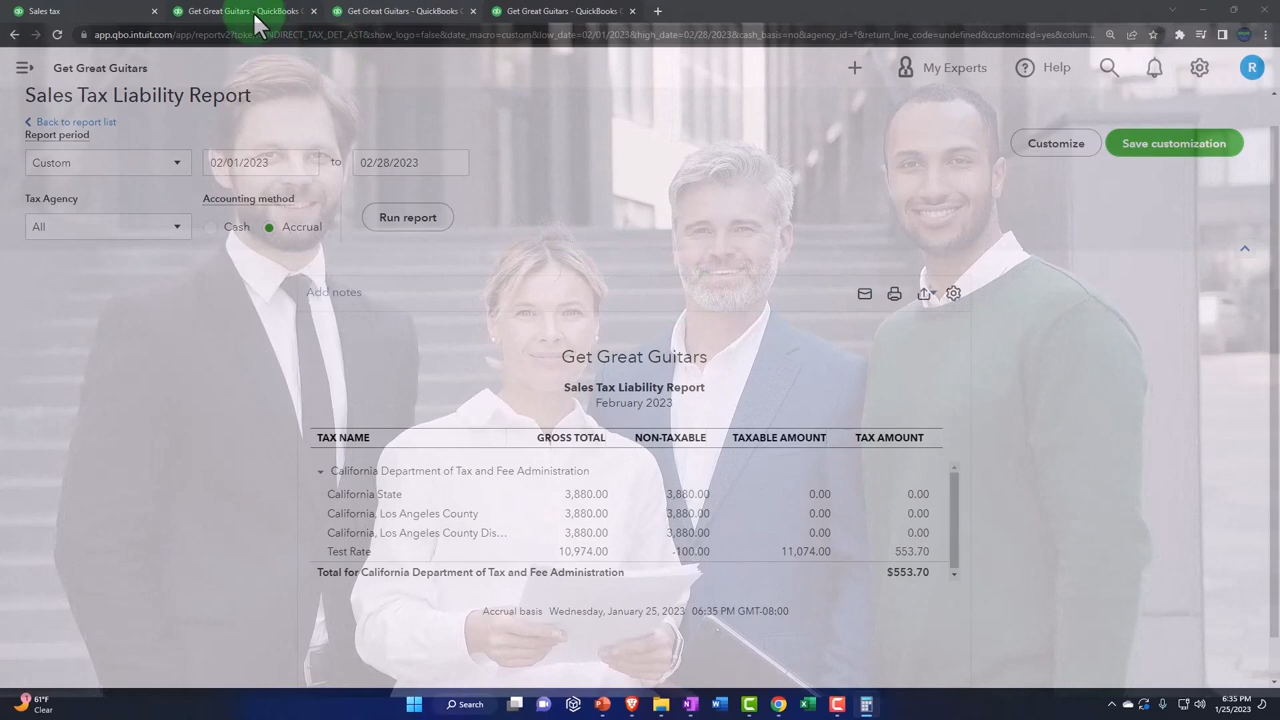 Sales tax
Get Great Guitars - QuickBooks
Get Great Guitars - QuickBooks
Get Great Guitars - QuickBooks
Get Great Guitars
My Experts
Help
R
Sales Tax Liability Report
Back to report list
Report period
Custom
02/01/2023
to
02/28/2023
Customize
Save customization
Tax Agency
Accounting method
All
Cash
Accrual
Run report
Add notes
Get Great Guitars
Sales Tax Liability Report
February 2023
TAX NAME GROSS TOTAL NON-TAXABLE TAXABLE AMOUNT TAX AMOUNT
California Department of Tax and Fee Administration
California State 3,880.00 3,880.00 0.00 0.00
California, Los Angeles County 3,880.00 3,880.00 0.00 0.00
California, Los Angeles County Dis... 3,880.00 3,880.00 0.00 0.00
Test Rate 10,974.00 -100.00 11,074.00 553.70
Total for California Department of Tax and Fee Administration $553.70
Accrual basis Wednesday, January 25, 2023 06:35 PM GMT-08:00
61°F
Clear
Search
6:35 PM
1/25/2023